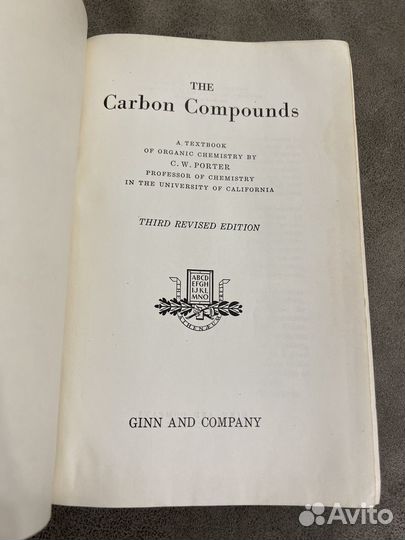 THE
Carbon Compounds
A TEXTBOOK
OF ORGANIC CHEMISTRY BY
C. W. PORTER
PROFESSOR OF CHEMISTRY
IN THE UNIVERSITY OF CALIFORNIA
THIRD REVISED EDITION
ABCD
EFGH
IJKL
MNO
ATHENÆUM
GINN AND COMPANY
Avito